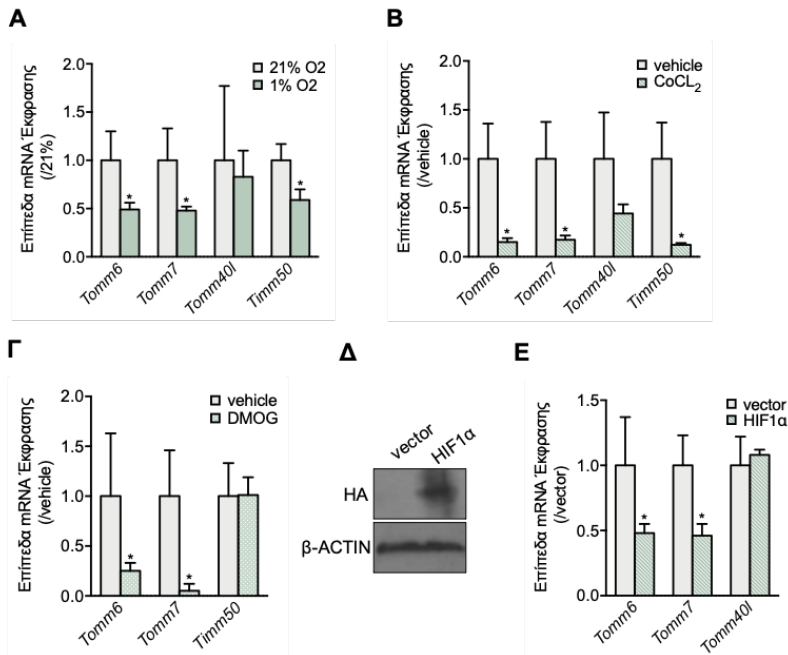 A
Επίπεδα mRNA Έκφρασης
(/21%)
2.0
1.5
1.0
0.5
0.0
21% O2
1% O2
* * *
Tomm6 Tomm7 Tomm40l Timm50
B
Επίπεδα mRNA Έκφρασης
(/vehicle)
2.0
1.5
1.0
0.5
0.0
vehicle
CoCL2
* * *
Tomm6 Tomm7 Tomm40l Timm50
Γ
Επίπεδα mRNA Έκφρασης
(/vehicle)
2.0
1.5
1.0
0.5
0.0
vehicle
DMOG
* *
Tomm6 Tomm7 Timm50
Δ
vector HIF1α
HA
β-ACTIN
E
Επίπεδα mRNA Έκφρασης
(/vector)
1.5
1.0
0.5
0.0
vector
HIF1α
* *
Tomm6 Tomm7 Tomm40l